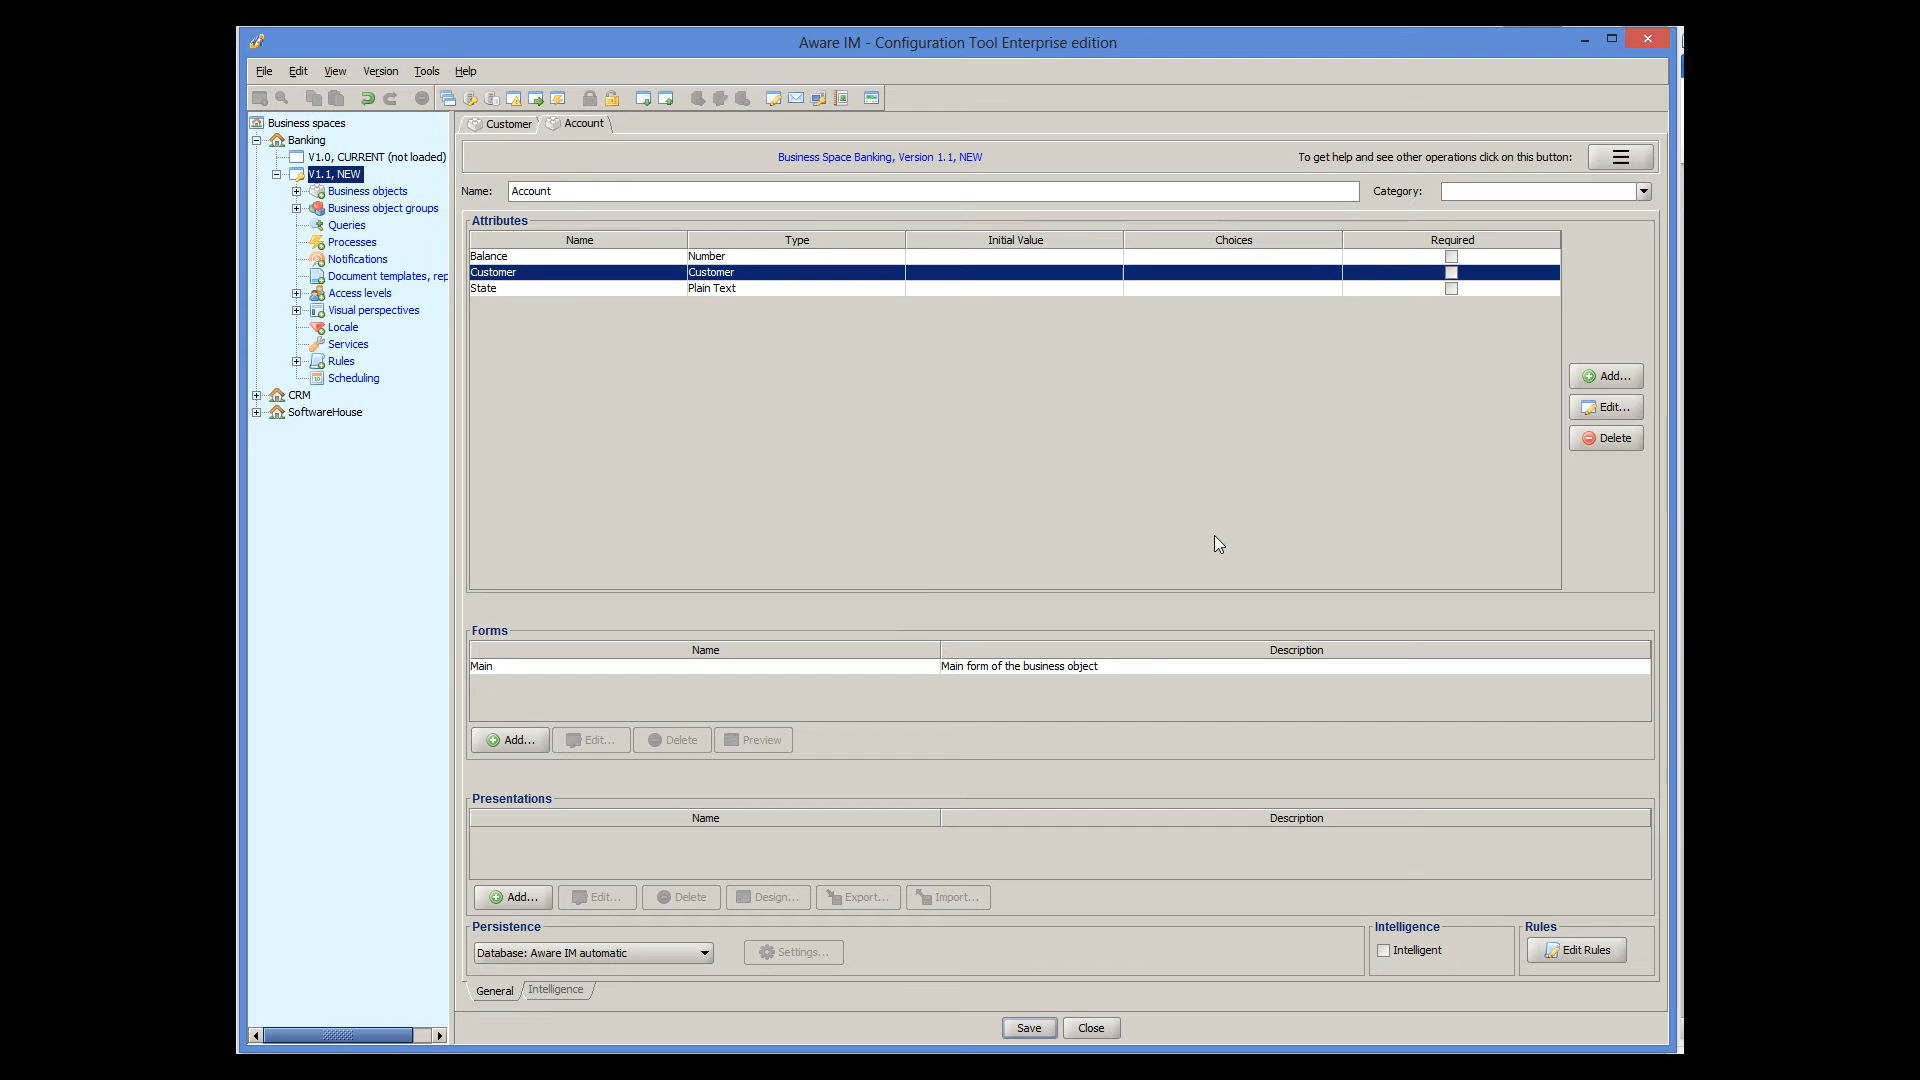 Aware IM - Configuration Tool Enterprise edition
File Edit View Version Tools Help
Business spaces
Banking
V1.0, CURRENT (not loaded)
V1.1, NEW
Business objects
Business object groups
Queries
Processes
Notifications
Document templates, rep
Access levels
Visual perspectives
Locale
Services
Rules
Scheduling
CRM
SoftwareHouse
Customer Account
Business Space Banking, Version 1.1, NEW To get help and see other operations click on this button:
Name: Account Category:
Attributes
Name Type Initial Value Choices Required
Balance Number
Customer Customer
State Plain Text
Add...
Edit...
Delete
Forms
Name Description
Main Main form of the business object
Add... Edit... Delete Preview
Presentations
Name Description
Add... Edit... Delete Design... Export... Import...
Persistence Intelligence Rules
Database: Aware IM automatic Settings... Intelligent Edit Rules
General Intelligence
Save Close